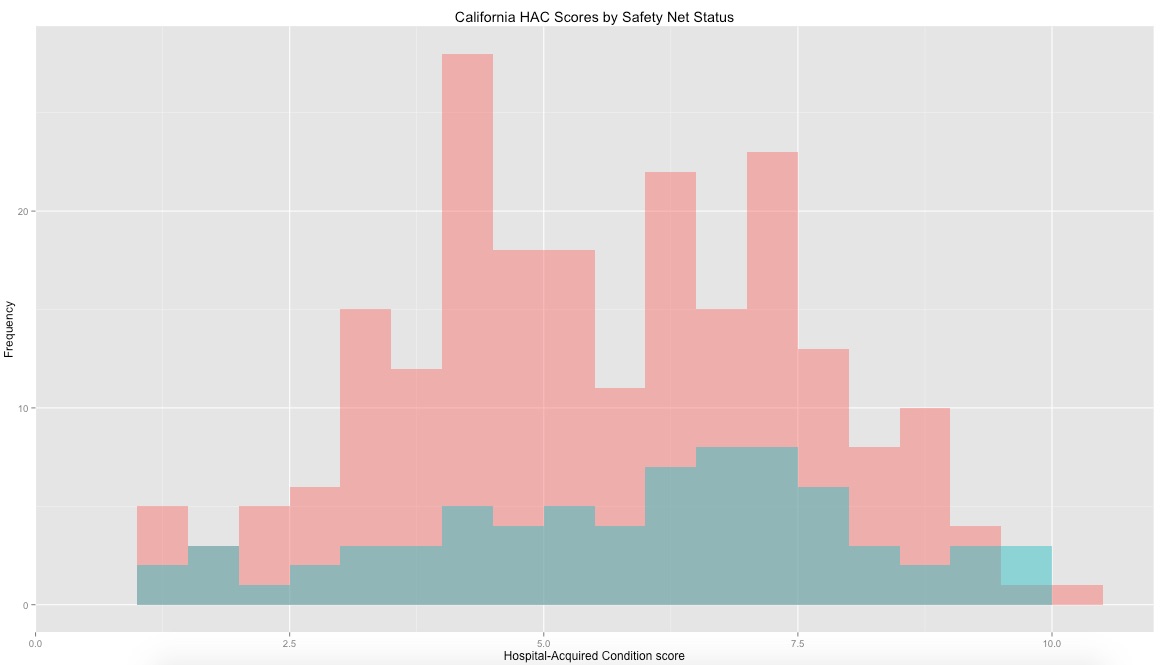 California HAC Scores by Safety Net Status
Frequency
20
10
0
0.0 2.5 5.0 7.5 10.0
Hospital-Acquired Condition score